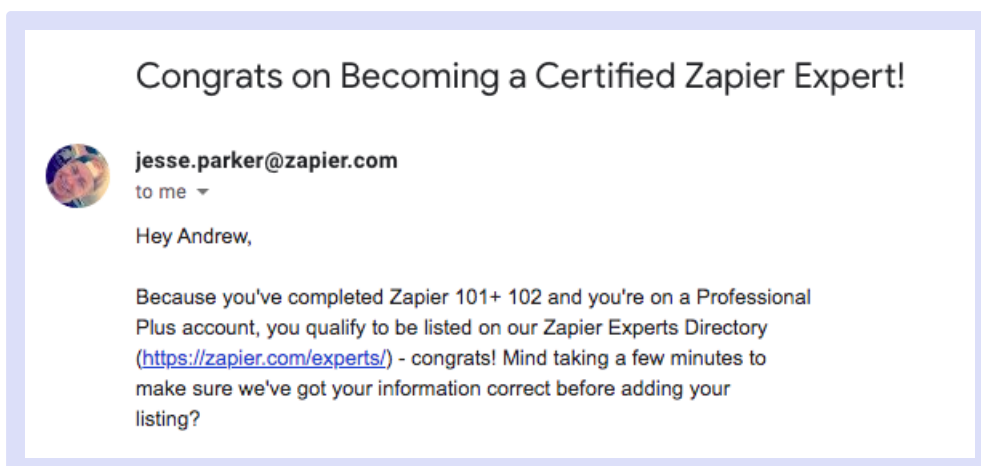 Congrats on Becoming a Certified Zapier Expert!
jesse.parker@zapier.com
to me
Hey Andrew,
Because you've completed Zapier 101+ 102 and you're on a Professional
Plus account, you qualify to be listed on our Zapier Experts Directory
(https://zapier.com/experts/) - congrats! Mind taking a few minutes to
make sure we've got your information correct before adding your
listing?